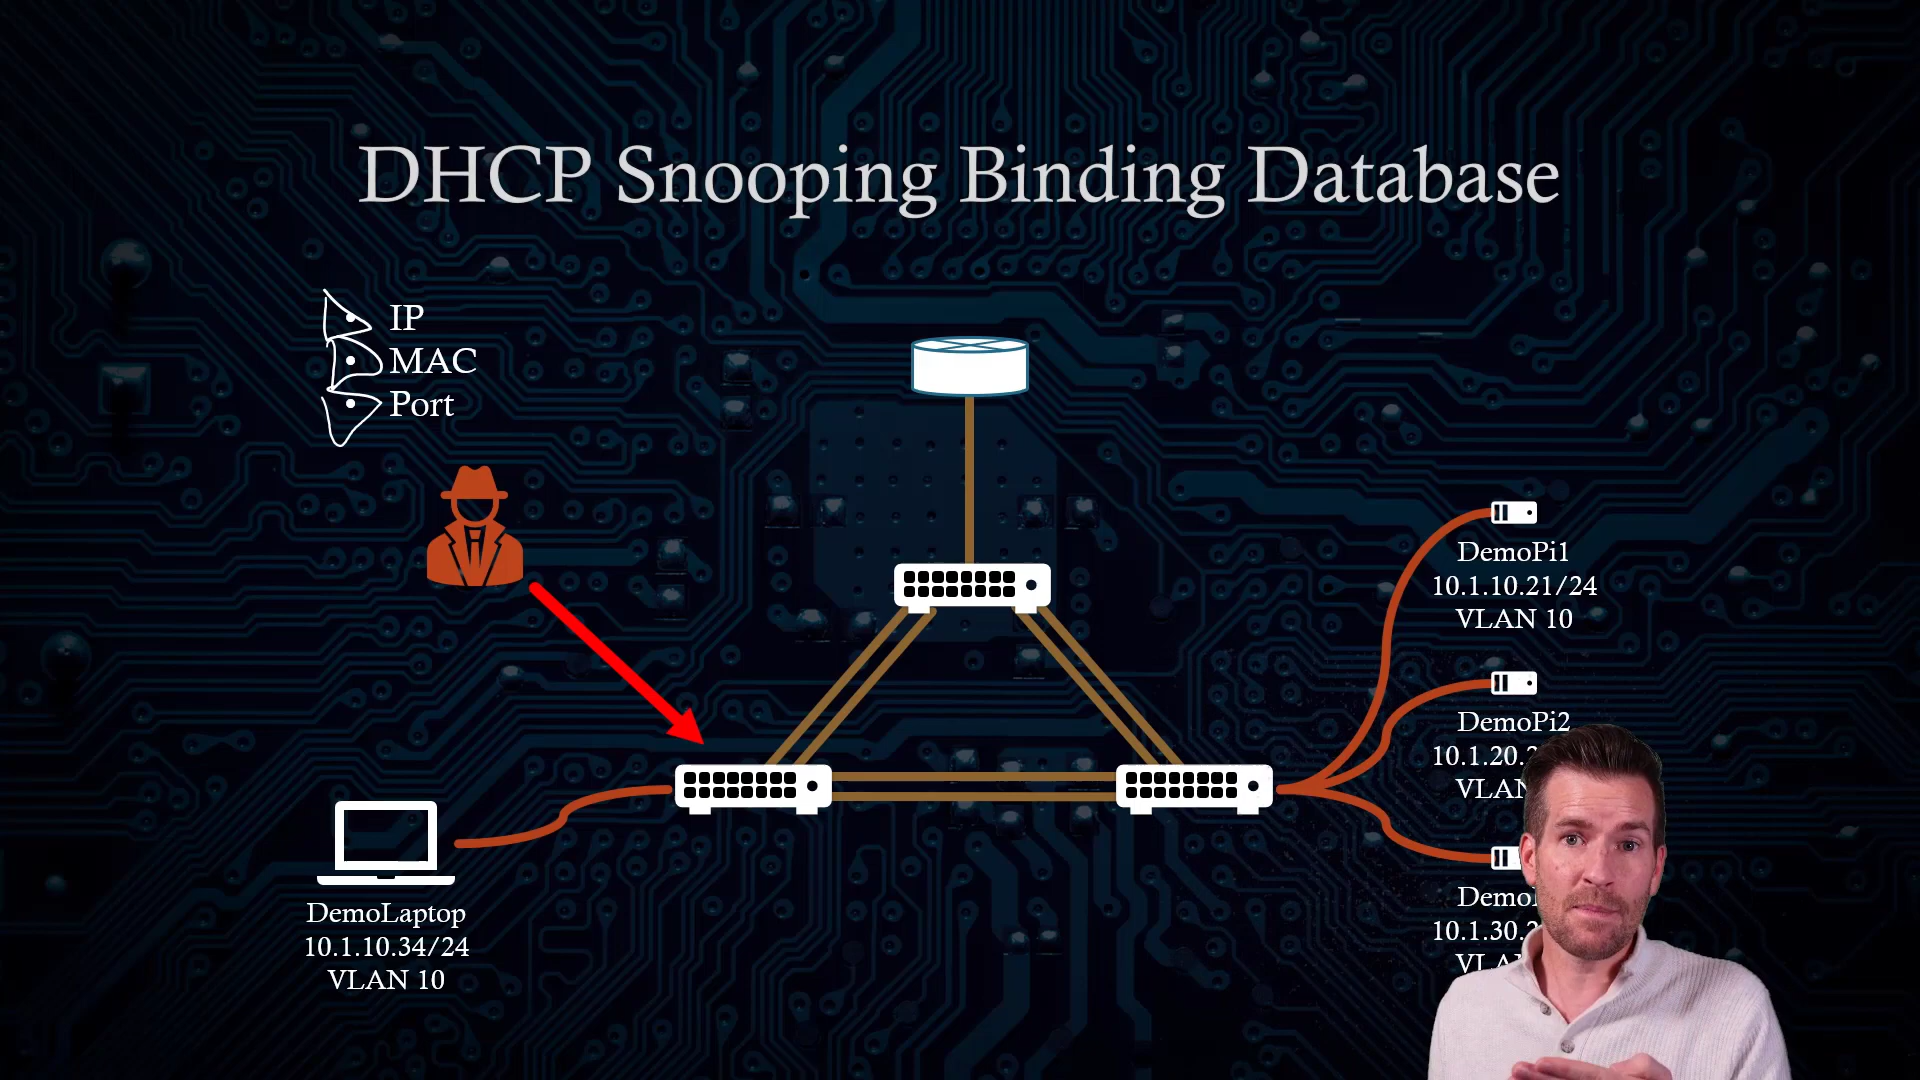 DHCP Snooping Binding Database
IP
MAC
Port
DemoPi1
10.1.10.21/24
VLAN 10
DemoPi2
DemoLaptop
10.1.10.34/24
VLAN 10